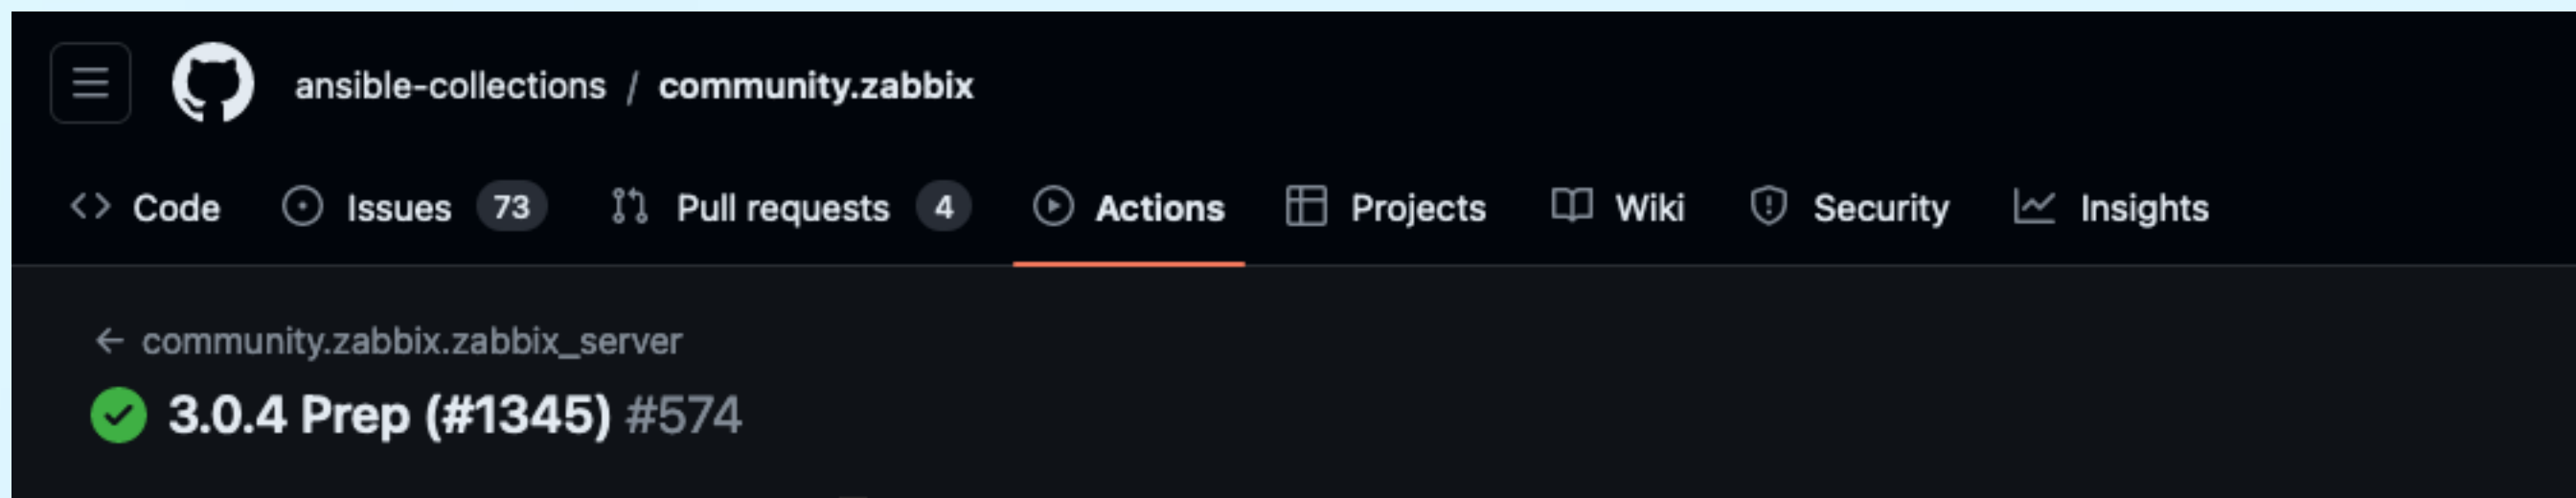 ansible-collections / community.zabbix
Code Issues 73 Pull requests 4 Actions Projects Wiki Security Insights
← community.zabbix.zabbix_server
3.0.4 Prep (#1345) #574